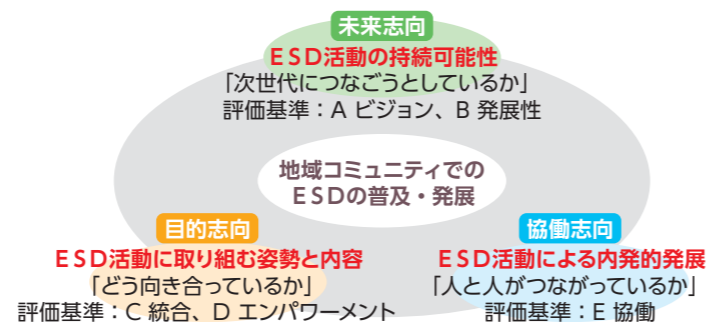 未来志向
ESD活動の持続可能性
「次世代につなごうとしているか」
評価基準：A ビジョン、B 発展性
地域コミュニティでの
ESDの普及・発展
目的志向
ESD活動に取り組む姿勢と内容
「どう向き合っているか」
評価基準：C 統合、D エンパワーメント
協働志向
ESD活動による内発的発展
「人と人がつながっているか」
評価基準：E 協働